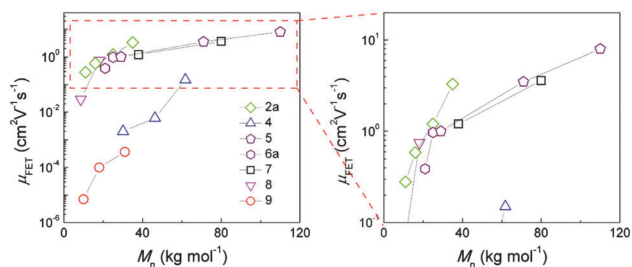 μFET (cm²V⁻¹s⁻¹)
10⁰
10⁻²
10⁻⁴
10⁻⁶
0 40 80 120
Mn (kg mol⁻¹)
2a
4
5
6a
7
8
9
μFET (cm²V⁻¹s⁻¹)
10¹
10⁰
10⁻¹
0 40 80 120
Mn (kg mol⁻¹)